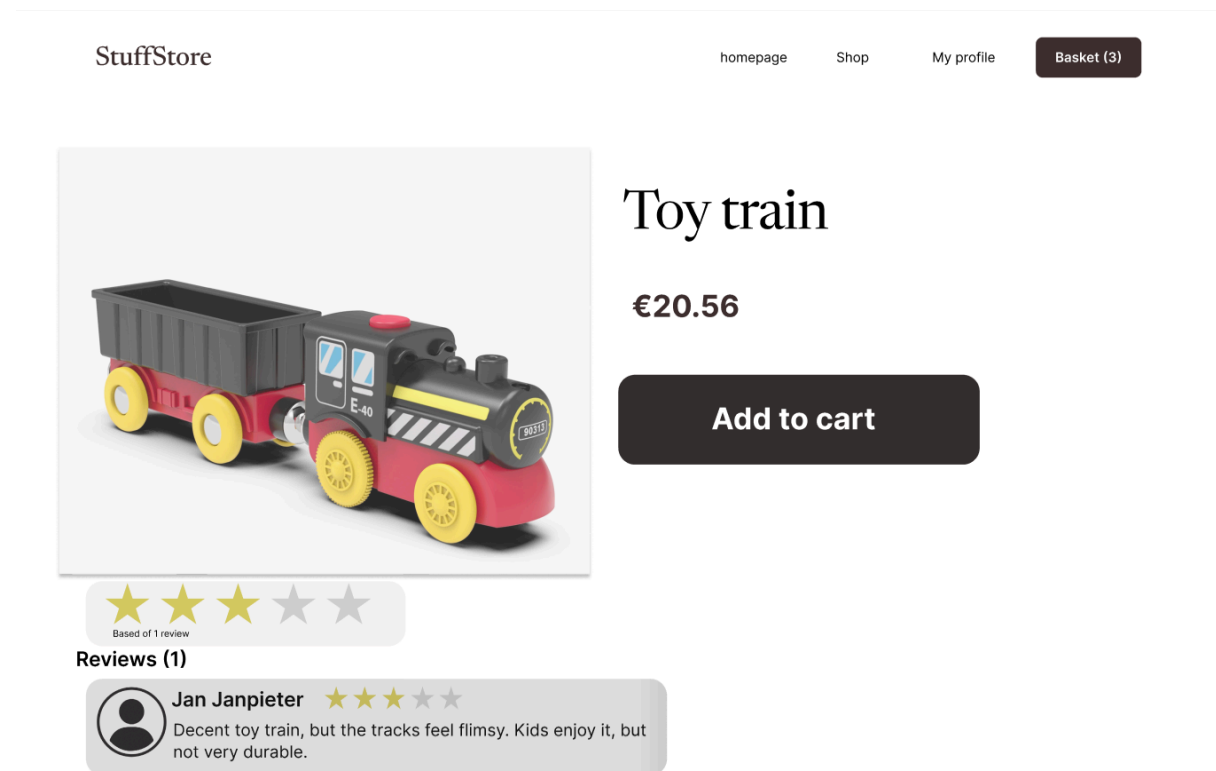 StuffStore
homepage
Shop
My profile
Basket (3)
Toy train
€20.56
Add to cart
E-40
90313
Based of 1 review
Reviews (1)
Jan Janpieter
Decent toy train, but the tracks feel flimsy. Kids enjoy it, but
not very durable.